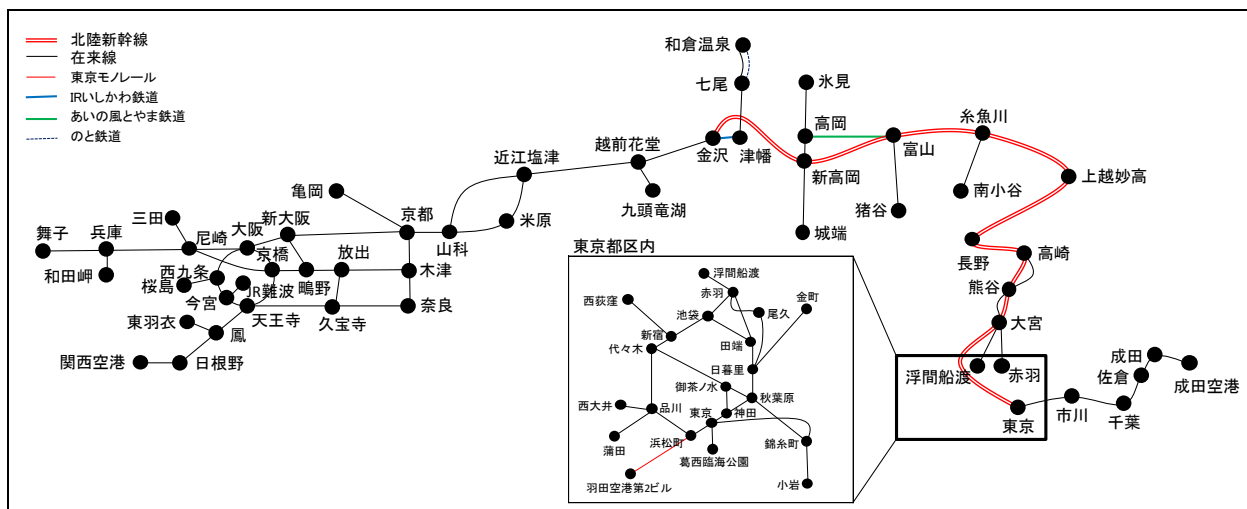 北陸新幹線
在来線
東京モノレール
IRいしかわ鉄道
あいの風とやま鉄道
のと鉄道
和倉温泉
七尾
氷見
高岡
糸魚川
越前花堂
金沢
津幡
富山
新高岡
上越妙高
近江塩津
南小谷
亀岡
九頭竜湖
猪谷
米原
城端
三田
新大阪
京都
大阪
山科
舞子
兵庫
尼崎
京橋
放出
長野
高崎
東京都区内
和田岬
西九条
木津
桜島
JR難波
鴫野
熊谷
今宮
東羽衣
天王寺
久宝寺
奈良
大宮
鳳
関西空港
日根野
浮間船渡
赤羽
成田
佐倉
成田空港
東京
市川
千葉
浮間船渡
赤羽
西荻窪
金町
池袋
尾久
新宿
田端
代々木
日暮里
御茶ノ水
秋葉原
西大井
品川
東京
神田
蒲田
浜松町
錦糸町
葛西臨海公園
羽田空港第2ビル
小岩